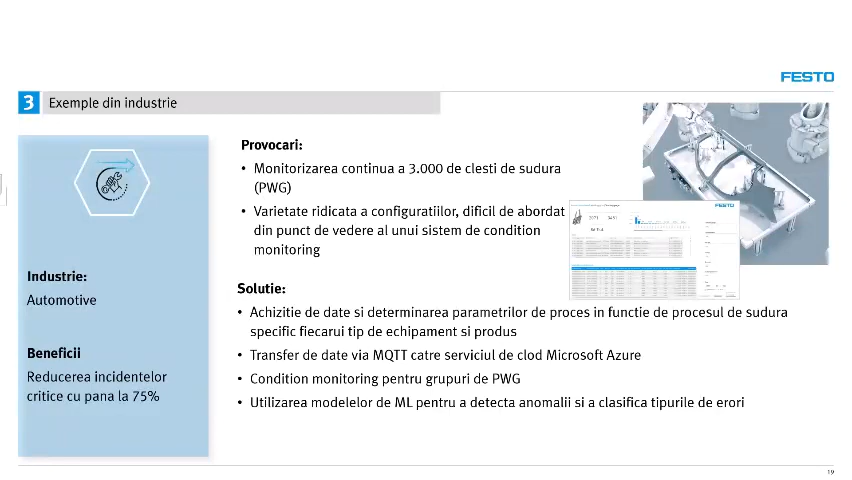 FESTO
3 Exemple din industrie
Provocari:
• Monitorizarea continua a 3.000 de clesti de sudura
(PWG)
• Varietate ridicata a configuratiilor, dificil de abordat
din punct de vedere al unui sistem de condition
monitoring
FESTO
Industrie:
Automotive
Beneficii
Reducerea incidentelor
critice cu pana la 75%
Solutie:
• Achizitie de date si determinarea parametrilor de proces in functie de procesul de sudura
specific fiecarui tip de echipament si produs
• Transfer de date via MQTT catre serviciul de clod Microsoft Azure
• Condition monitoring pentru grupuri de PWG
• Utilizarea modelelor de ML pentru a detecta anomalii si a clasifica tipurile de erori
19